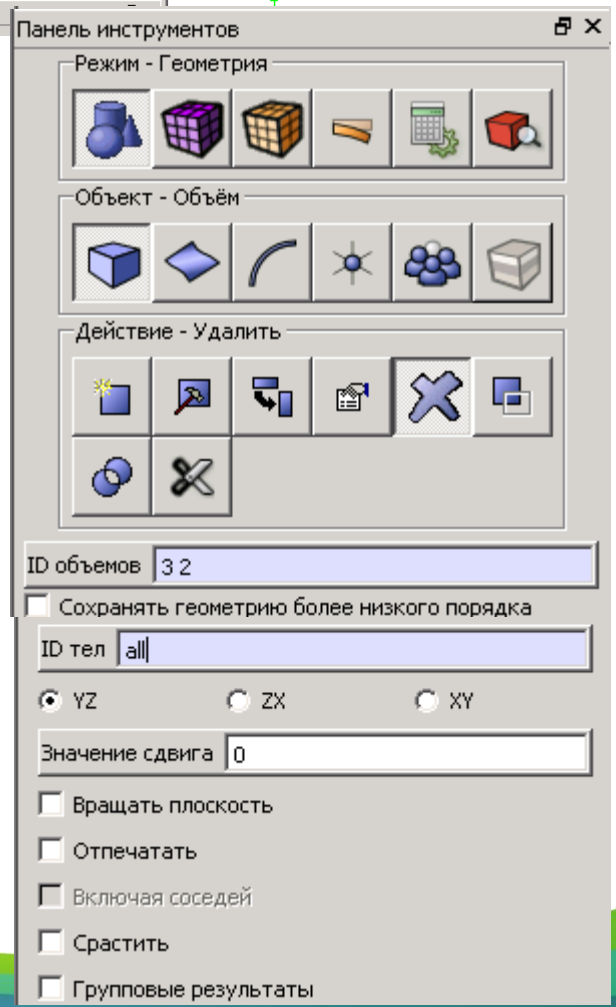 Панель инструментов
Режим - Геометрия
Объект - Объём
Действие - Удалить
ID объемов 3 2
Сохранять геометрию более низкого порядка
ID тел all
YZ ZX XY
Значение сдвига 0
Вращать плоскость
Отпечатать
Включая соседей
Срастить
Групповые результаты